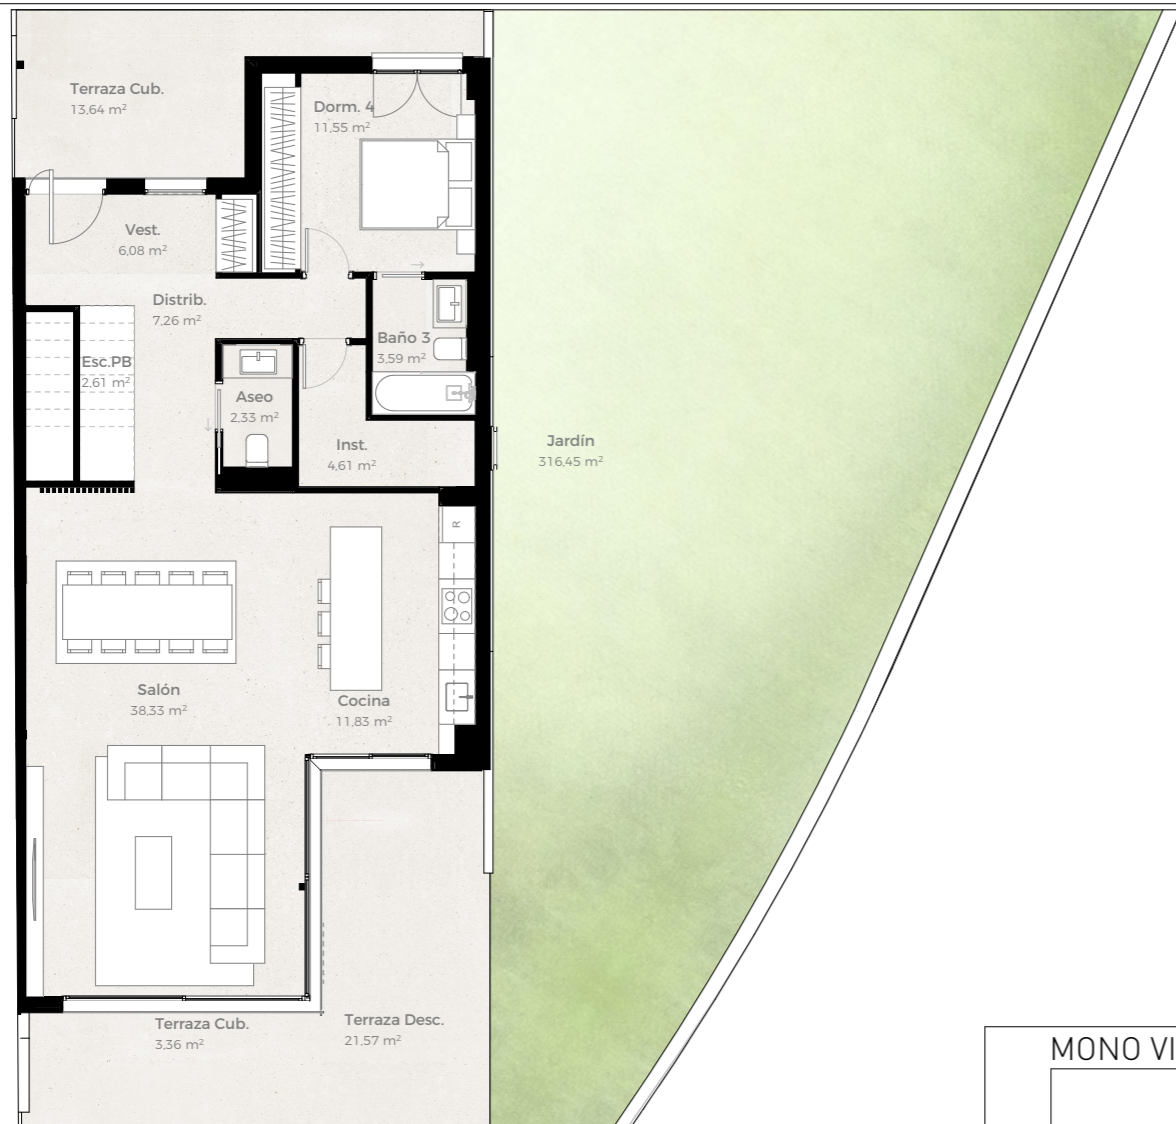 Terraza Cub.
13,64 m²
Dorm. 4
11,55 m²
Vest.
6,08 m²
Distrib.
7,26 m²
Esc.PB
2,61 m²
Baño 3
3,59 m²
Aseo
2,33 m²
Inst.
4,61 m²
Jardín
316,45 m²
R
Salón
38,33 m²
Cocina
11,83 m²
Terraza Cub.
3,36 m²
Terraza Desc.
21,57 m²
MONO VI